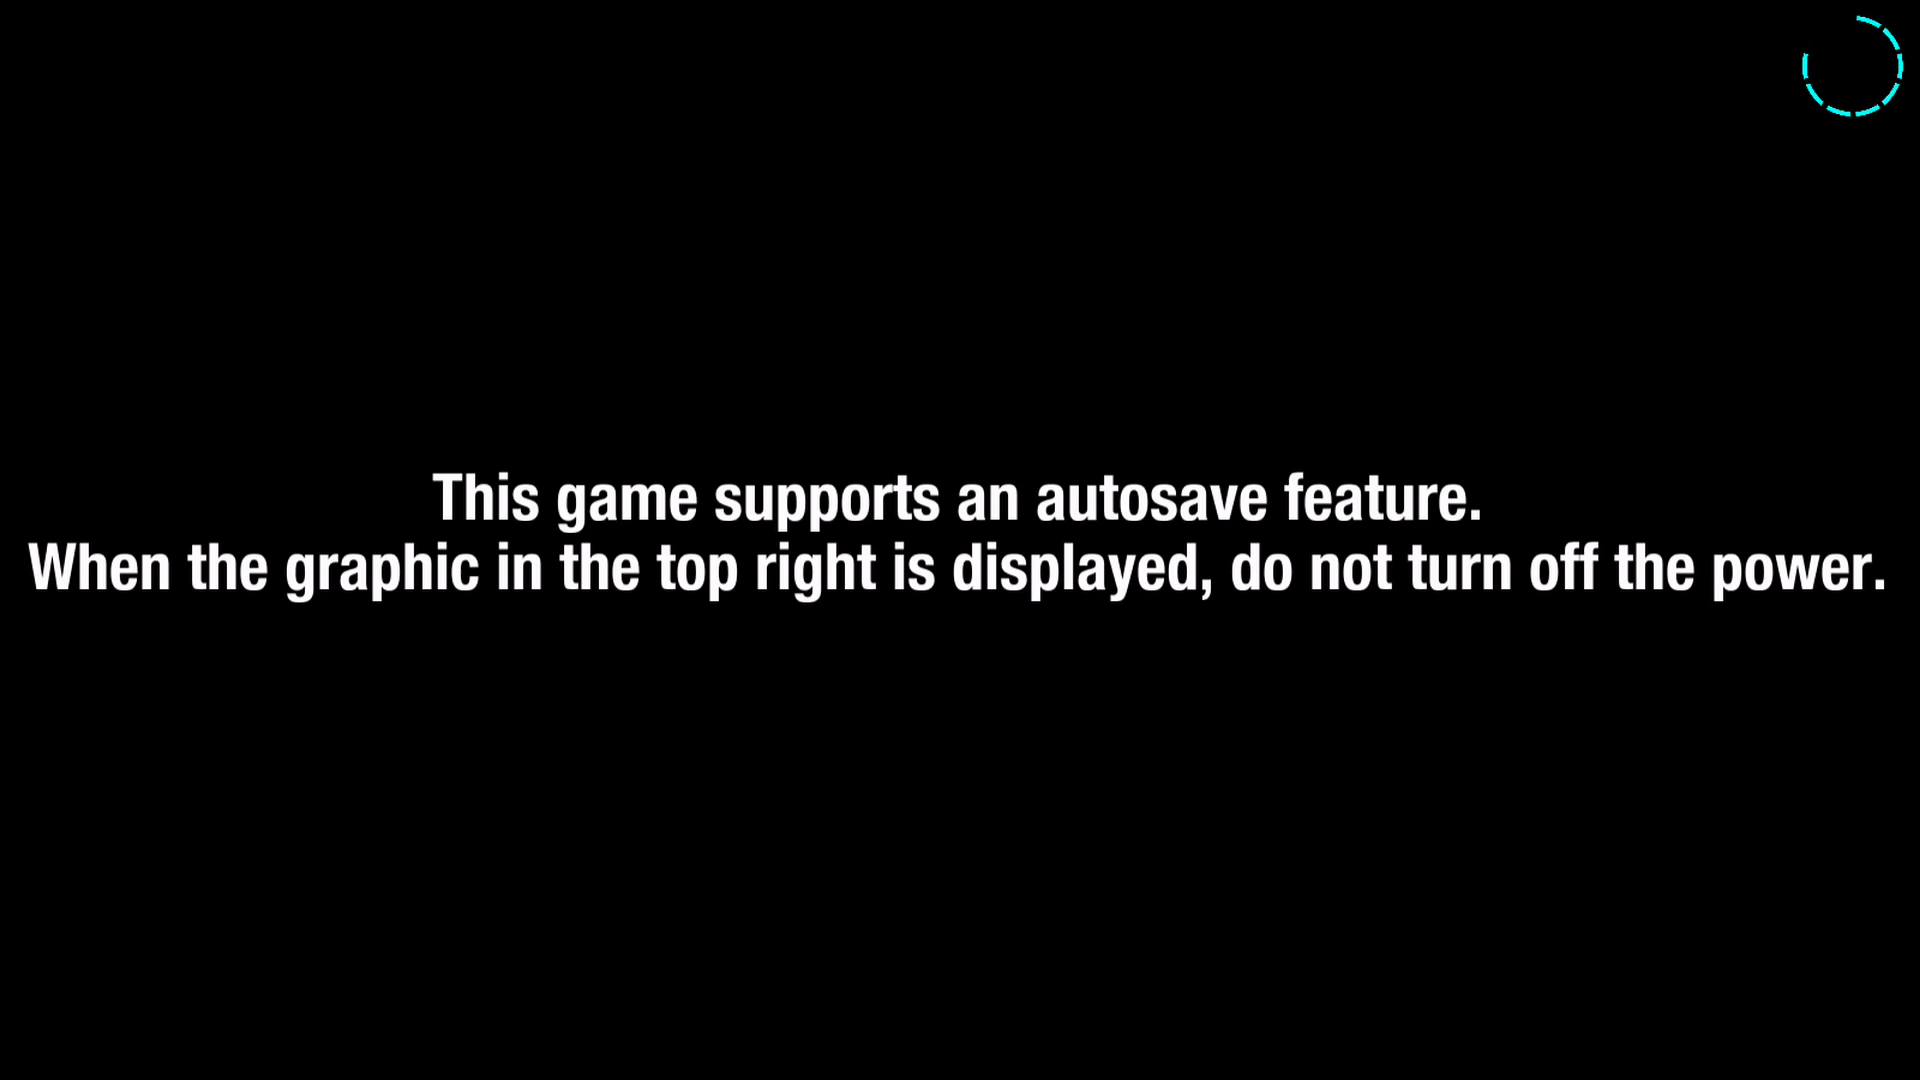 This game supports an autosave feature.
When the graphic in the top right is displayed, do not turn off the power.